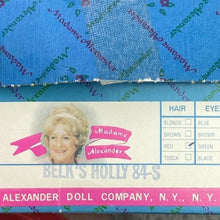 Madame Alexander
HAIR EYE
BLONDE BLUE
BROWN BROWN
RED GREEN
TOSCA BLACK
Madame
Alexander
BELK'S HOLLY 84-S
ALEXANDER DOLL COMPANY, N.Y., N.Y.